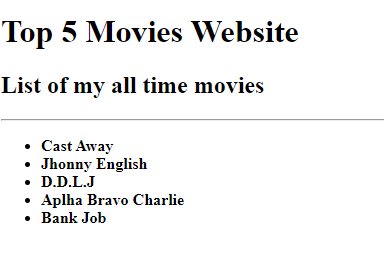 Top 5 Movies Website
List of my all time movies
Cast Away
Jhonny English
D.D.L.J
Aplha Bravo Charlie
Bank Job